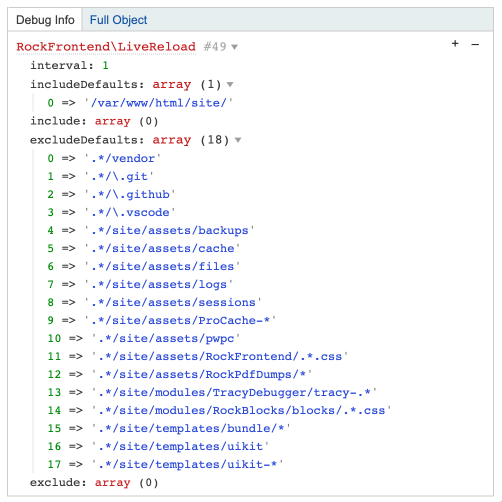 Debug Info Full Object
RockFrontend\LiveReload #49 ▼ + –
interval: 1
includeDefaults: array (1) ▼
0 => '/var/www/html/site/'
include: array (0)
excludeDefaults: array (18) ▼
0 => '.*/vendor'
1 => '.*/\.git'
2 => '.*/\.github'
3 => '.*/\.vscode'
4 => '.*/site/assets/backups'
5 => '.*/site/assets/cache'
6 => '.*/site/assets/files'
7 => '.*/site/assets/logs'
8 => '.*/site/assets/sessions'
9 => '.*/site/assets/ProCache-*'
10 => '.*/site/assets/pwpc'
11 => '.*/site/assets/RockFrontend/.*.css'
12 => '.*/site/assets/RockPdfDumps/*'
13 => '.*/site/modules/TracyDebugger/tracy-.*'
14 => '.*/site/modules/RockBlocks/blocks/.*.css'
15 => '.*/site/templates/bundle/*'
16 => '.*/site/templates/uikit'
17 => '.*/site/templates/uikit-*'
exclude: array (0)